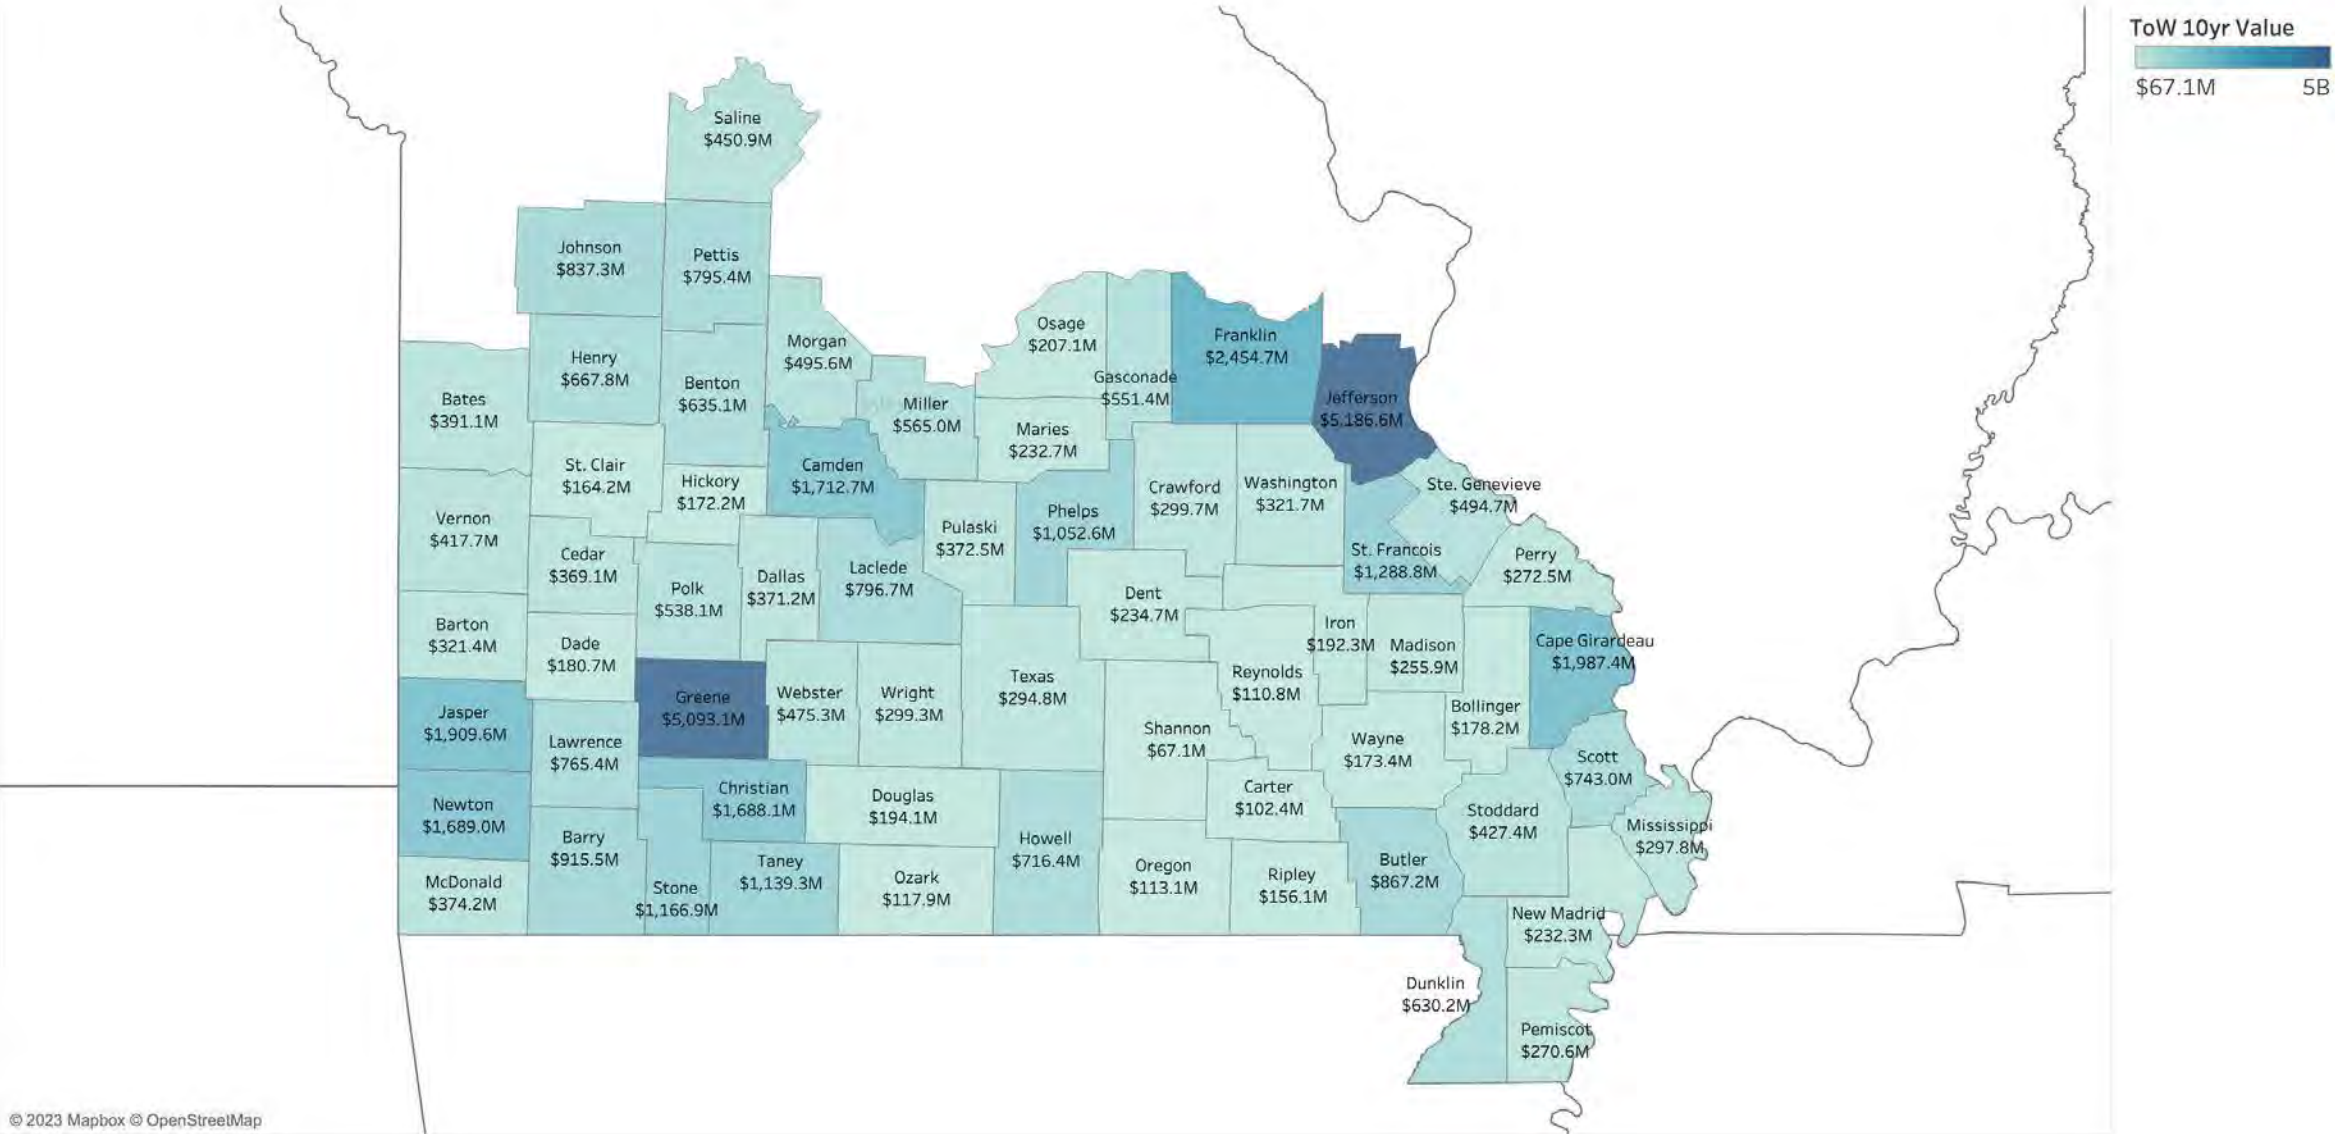 ToW 10yr Value
$67.1M 5B
Saline
$450.9M
Johnson
$837.3M
Pettis
$795.4M
Morgan
$495.6M
Osage
$207.1M
Franklin
$2,454.7M
Henry
$667.8M
Benton
$635.1M
Gasconade
$551.4M
Jefferson
$5,186.6M
Bates
$391.1M
Miller
$565.0M
Maries
$232.7M
St. Clair
$164.2M
Hickory
$172.2M
Camden
$1,712.7M
Crawford
$299.7M
Washington
$321.7M
Ste. Genevieve
$494.7M
Vernon
$417.7M
Pulaski
$372.5M
Phelps
$1,052.6M
Cedar
$369.1M
Polk
$538.1M
Dallas
$371.2M
Laclede
$796.7M
St. Francois
$1,288.8M
Perry
$272.5M
Dent
$234.7M
Barton
$321.4M
Dade
$180.7M
Iron
$192.3M
Madison
$255.9M
Cape Girardeau
$1,987.4M
Jasper
$1,909.6M
Greene
$5,093.1M
Webster
$475.3M
Wright
$299.3M
Texas
$294.8M
Reynolds
$110.8M
Bollinger
$178.2M
Lawrence
$765.4M
Shannon
$67.1M
Wayne
$173.4M
Scott
$743.0M
Newton
$1,689.0M
Christian
$1,688.1M
Douglas
$194.1M
Carter
$102.4M
Stoddard
$427.4M
Mississippi
$297.8M
Barry
$915.5M
Howell
$716.4M
McDonald
$374.2M
Stone
$1,166.9M
Taney
$1,139.3M
Ozark
$117.9M
Oregon
$113.1M
Ripley
$156.1M
Butler
$867.2M
New Madrid
$232.3M
Dunklin
$630.2M
Pemiscot
$270.6M
© 2023 Mapbox © OpenStreetMap